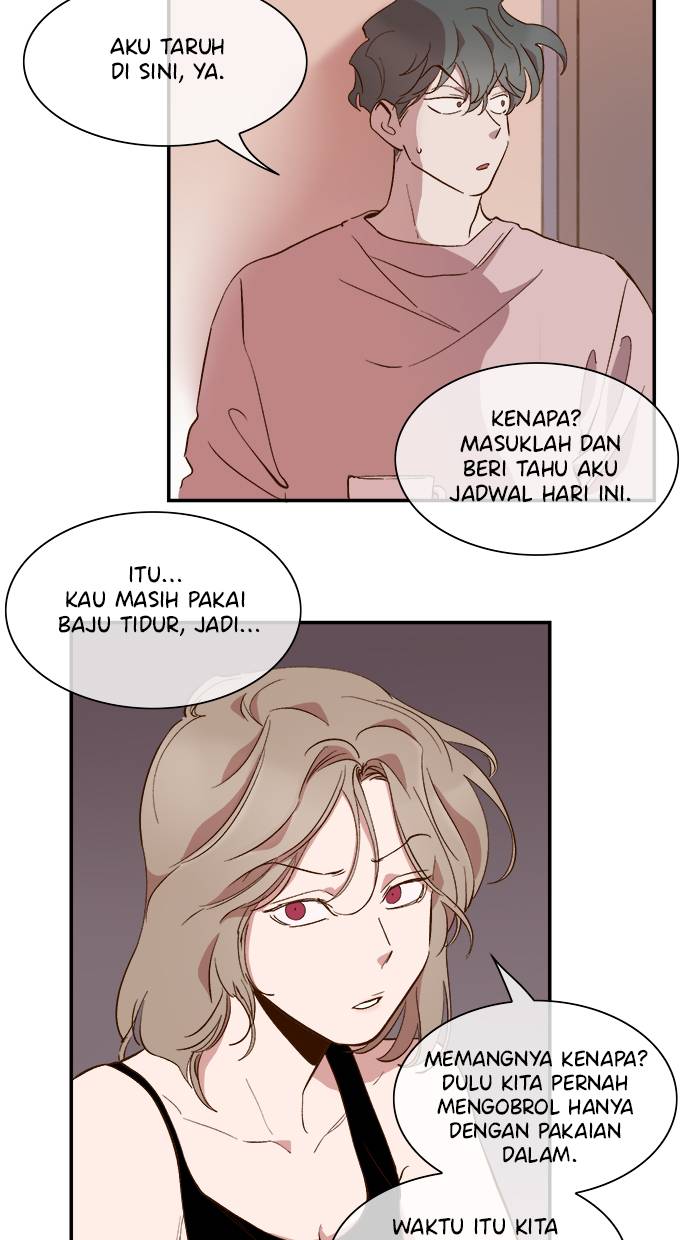 AKU TARUH
DI SINI, YA.
KENAPA?
MASUKLAH DAN
BERI TAHU AKU
JADWAL HARI INI.
ITU...
KAU MASIH PAKAI
BAJU TIDUR, JADI...
MEMANGNYA KENAPA?
DULU KITA PERNAH
MENGOBROL HANYA
DENGAN PAKAIAN
DALAM.
WAKTU ITU KITA